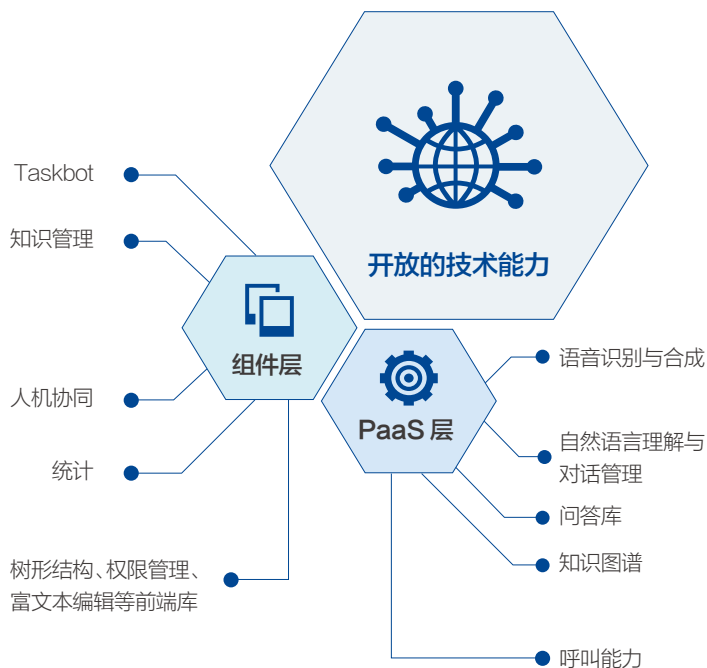 开放的技术能力
组件层
Taskbot
知识管理
人机协同
统计
树形结构、权限管理、
富文本编辑等前端库
PaaS 层
语音识别与合成
自然语言理解与
对话管理
问答库
知识图谱
呼叫能力